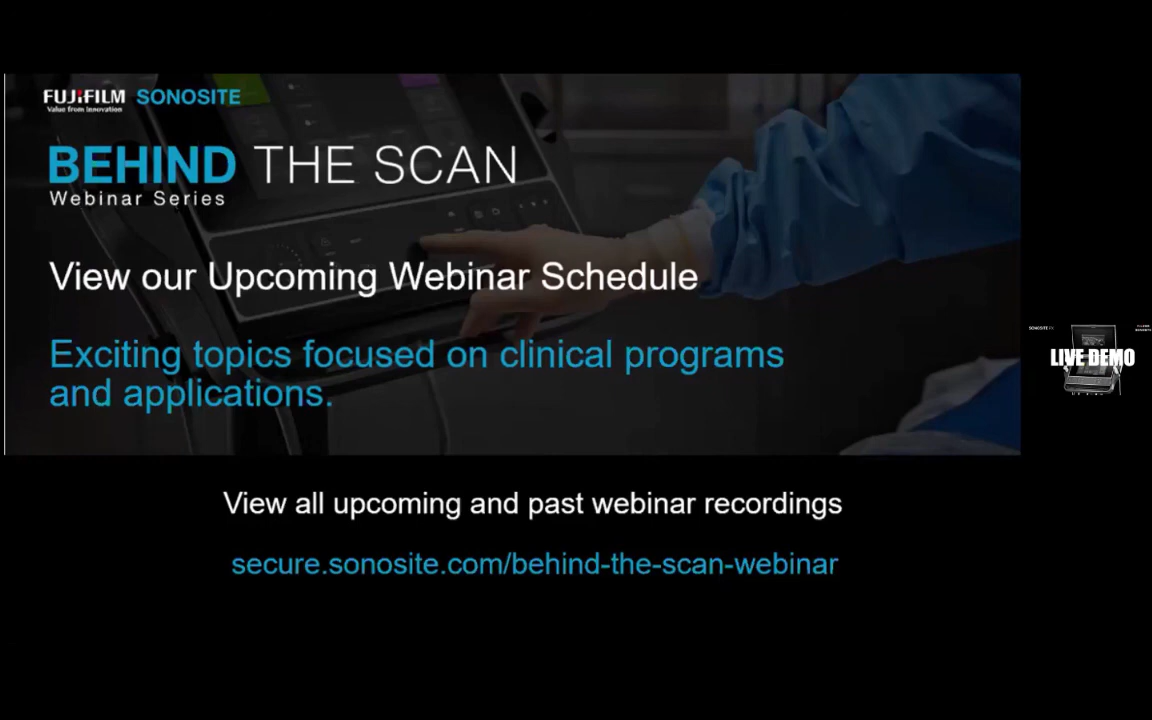 FUJIFILM SONOSITE
Value from Innovation
BEHIND THE SCAN
Webinar Series
View our Upcoming Webinar Schedule
Exciting topics focused on clinical programs
and applications.
View all upcoming and past webinar recordings
secure.sonosite.com/behind-the-scan-webinar
SONOSITE
LIVE DEMO